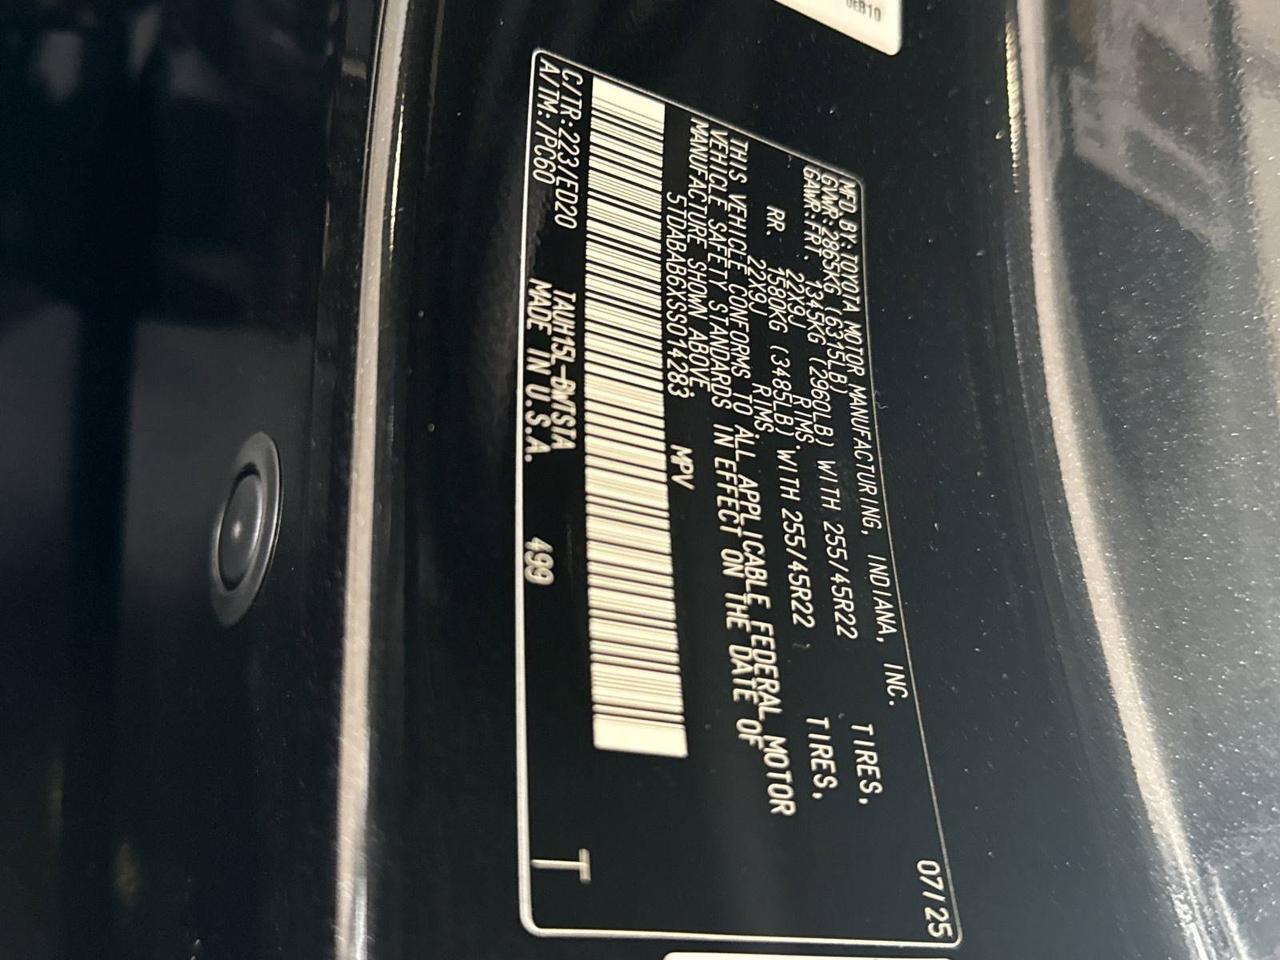 MFD.BY:TOYOTA MOTOR MANUFACTURING, INDIANA, INC. 07/25
GVWR:2865KG (6315LB)
GAWR:FRT. 1345KG (2960LB) WITH 255/45R22 TIRES,
22X9J RIMS.
RR. 1580KG (3485LB) WITH 255/45R22 TIRES,
22X9J RIMS.
THIS VEHICLE CONFORMS TO ALL APPLICABLE FEDERAL MOTOR
VEHICLE SAFETY STANDARDS IN EFFECT ON THE DATE OF
MANUFACTURE SHOWN ABOVE.
5TDABAB6XSS014283 MPV
C/TR:223/ED20 TAUH15L-BWTSTA T
A/TM: /PC60 MADE IN U.S.A. 499